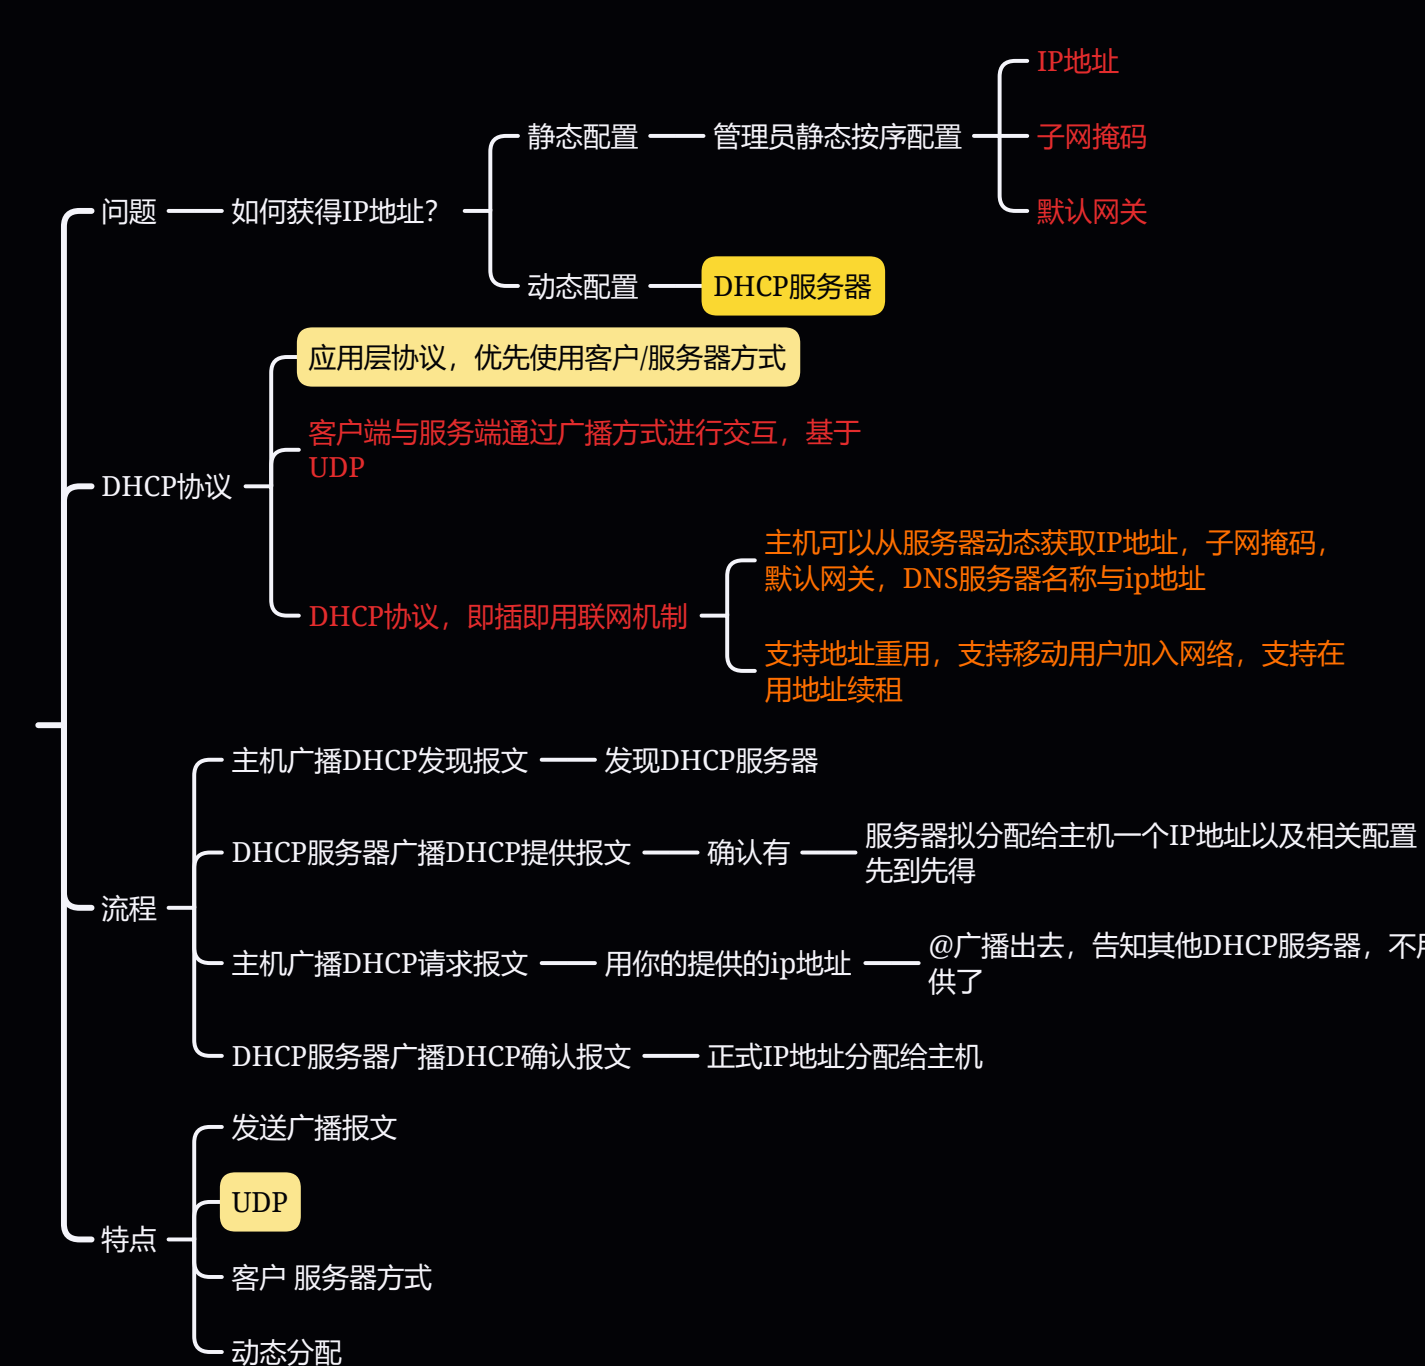 问题
如何获得IP地址?
静态配置
管理员静态按序配置
IP地址
子网掩码
默认网关
动态配置
DHCP服务器
DHCP协议
应用层协议，优先使用客户/服务器方式
客户端与服务端通过广播方式进行交互，基于
UDP
DHCP协议，即插即用联网机制
主机可以从服务器动态获取IP地址，子网掩码，
默认网关，DNS服务器名称与ip地址
支持地址重用，支持移动用户加入网络，支持在
用地址续租
流程
主机广播DHCP发现报文
发现DHCP服务器
DHCP服务器广播DHCP提供报文
确认有
服务器拟分配给主机一个IP地址以及相关配置
先到先得
主机广播DHCP请求报文
用你的提供的ip地址
@广播出去，告知其他DHCP服务器，不
供了
DHCP服务器广播DHCP确认报文
正式IP地址分配给主机
特点
发送广播报文
UDP
客户 服务器方式
动态分配